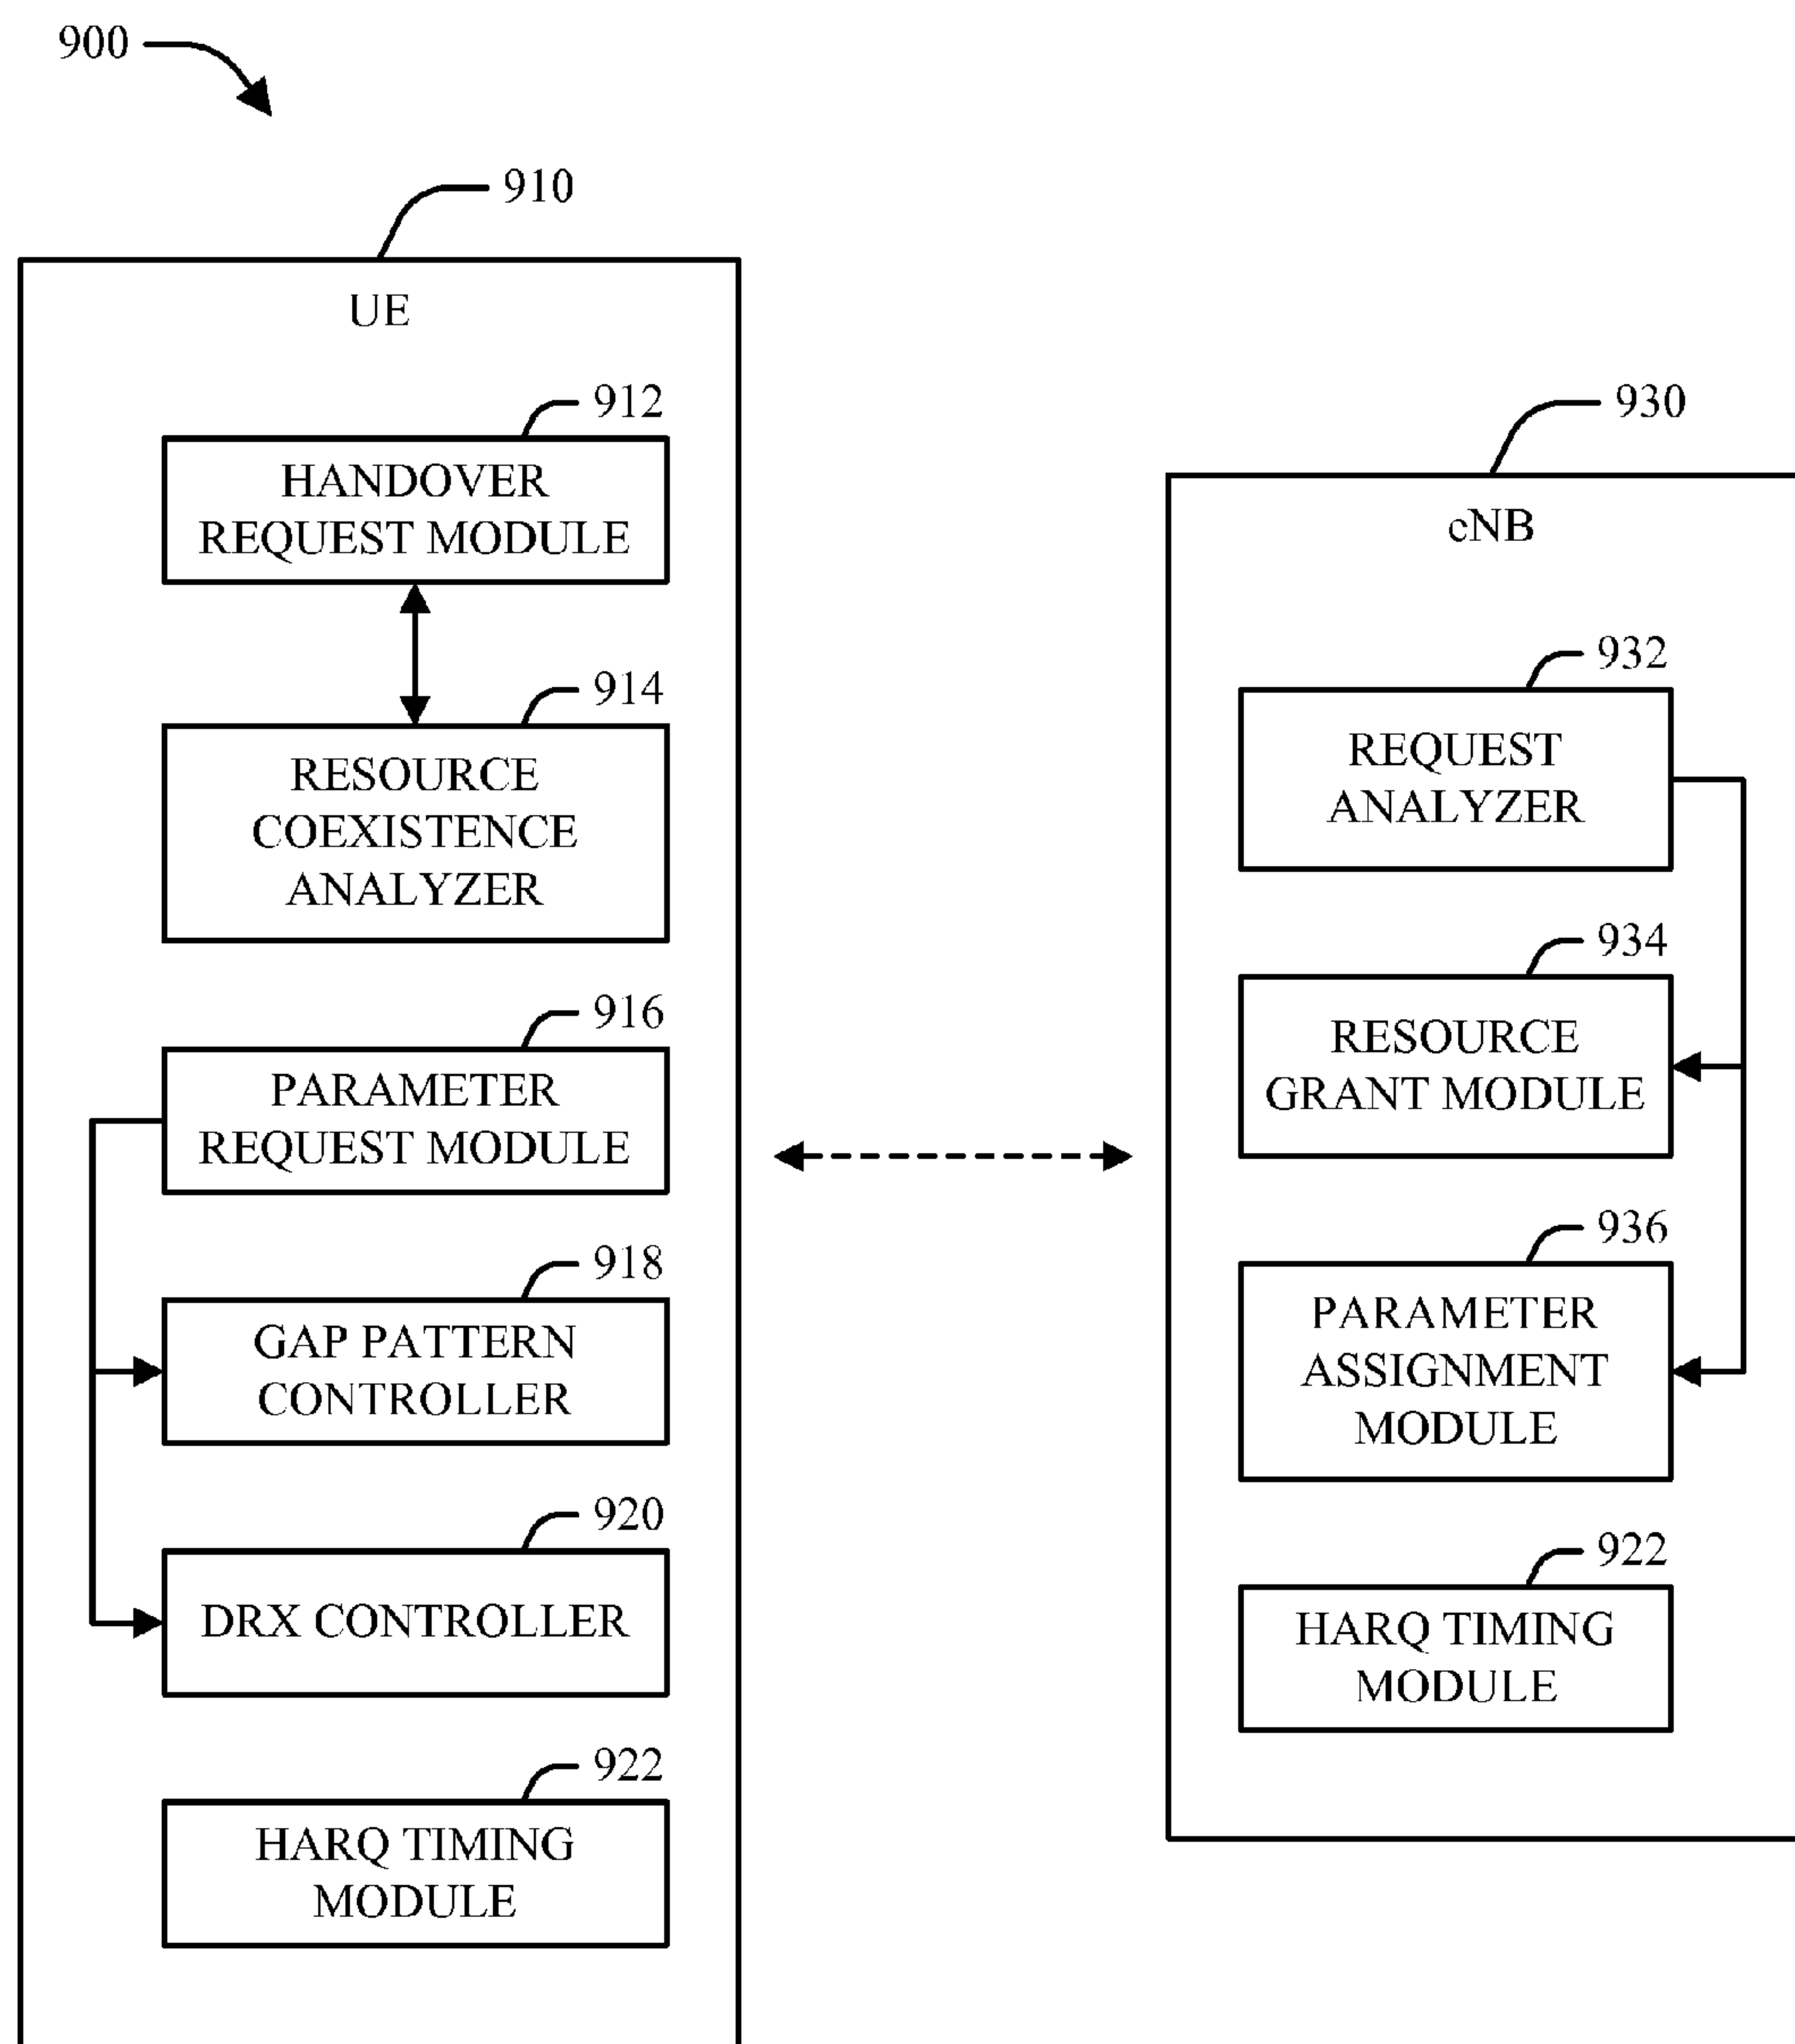 900
910
UE
912
HANDOVER
REQUEST MODULE
914
RESOURCE
COEXISTENCE
ANALYZER
916
PARAMETER
REQUEST MODULE
918
GAP PATTERN
CONTROLLER
920
DRX CONTROLLER
922
HARQ TIMING
MODULE
930
cNB
932
REQUEST
ANALYZER
934
RESOURCE
GRANT MODULE
936
PARAMETER
ASSIGNMENT
MODULE
922
HARQ TIMING
MODULE